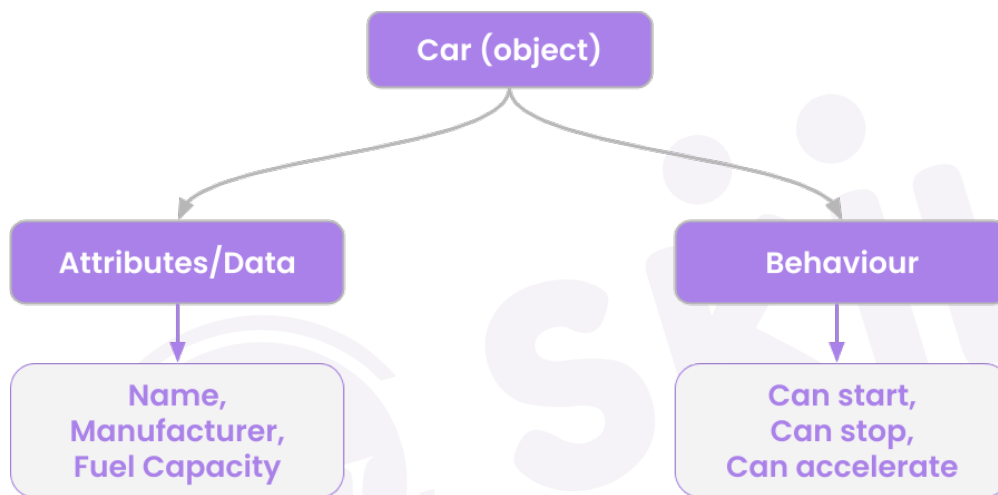 Car (object)
Attributes/Data
Behaviour
Name,
Manufacturer,
Fuel Capacity
Can start,
Can stop,
Can accelerate